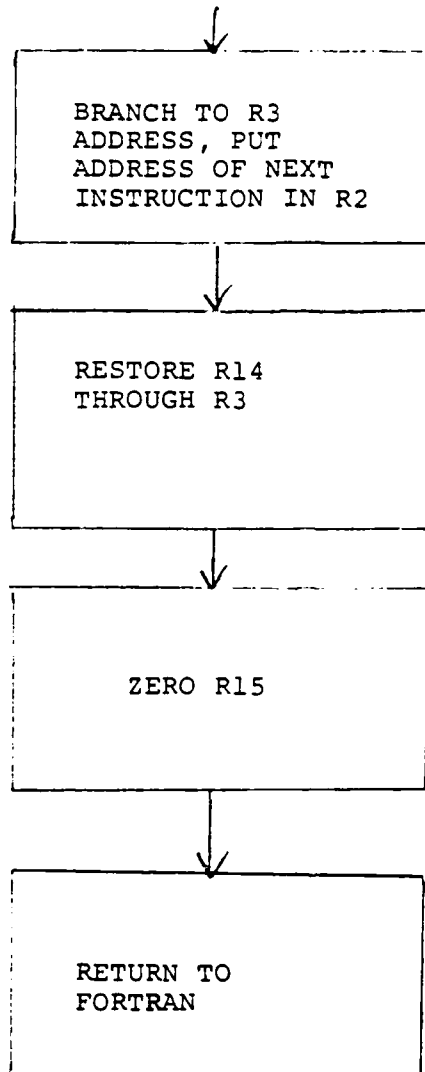 BRANCH TO R3
ADDRESS, PUT
ADDRESS OF NEXT
INSTRUCTION IN R2
RESTORE R14
THROUGH R3
ZERO R15
RETURN TO
FORTRAN